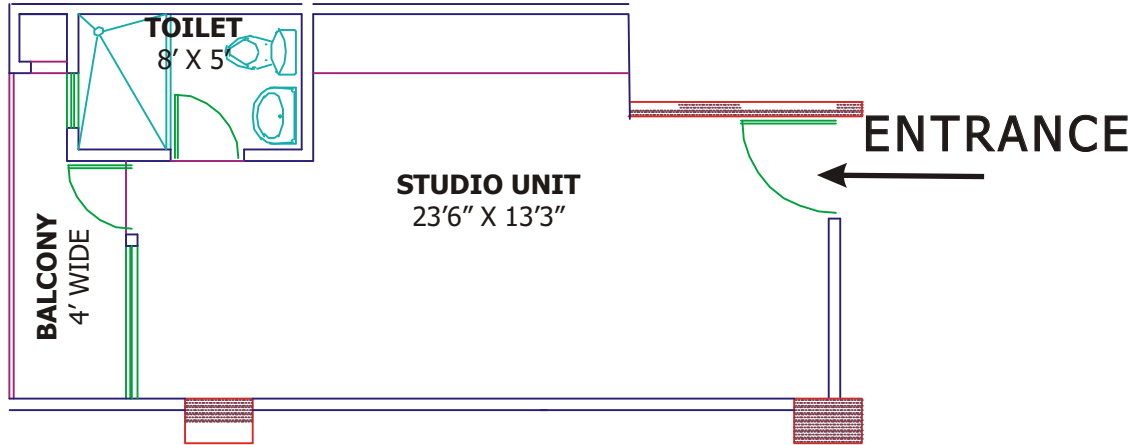 TOILET
8’ X 5’
ENTRANCE
STUDIO UNIT
23’6” X 13’3”
BALCONY
4’ WIDE